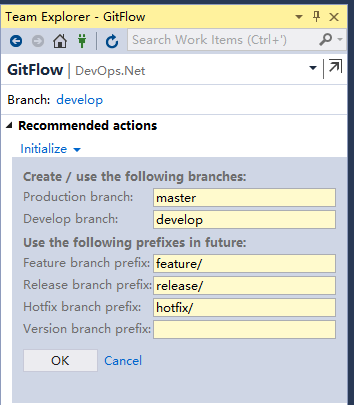 Team Explorer - GitFlow
Search Work Items (Ctrl+')
GitFlow | DevOps.Net
Branch: develop
Recommended actions
Initialize
Create / use the following branches:
Production branch: master
Develop branch: develop
Use the following prefixes in future:
Feature branch prefix: feature/
Release branch prefix: release/
Hotfix branch prefix: hotfix/
Version branch prefix:
OK Cancel